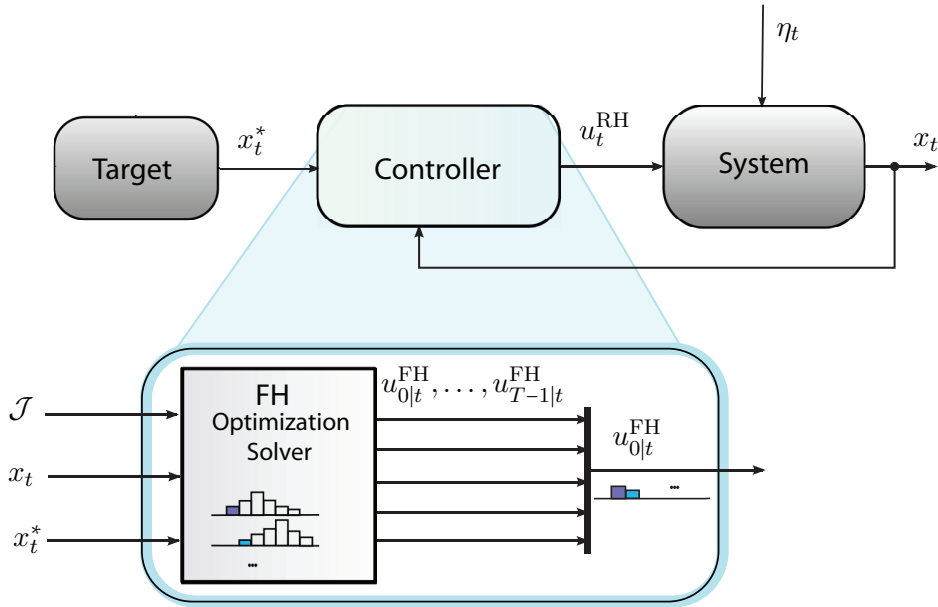 η_t
x_t^*
u_t^{RH}
x_t
Target
Controller
System
u_{0|t}^{FH}, . . . , u_{T−1|t}^{FH}
FH
Optimization
Solver
𝒥
u_{0|t}^{FH}
x_t
...
x_t^*
...